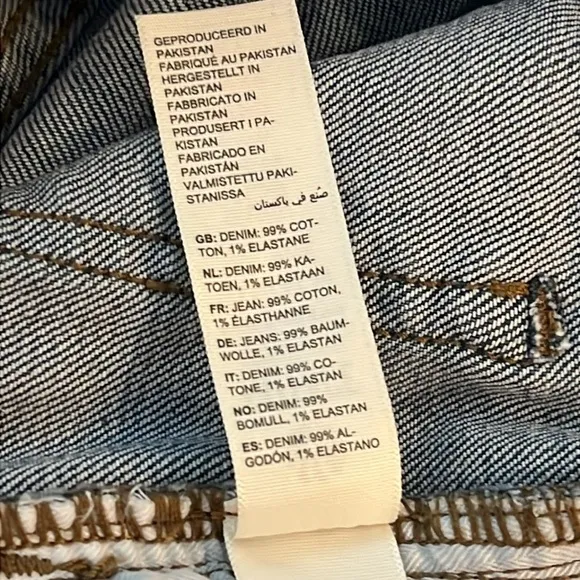 GEPRODUCEERD IN
PAKISTAN
FABRIQUÉ AU PAKISTAN
HERGESTELLT IN
PAKISTAN
FABBRICATO IN
PAKISTAN
PRODUSERT I PA-
KISTAN
FABRICADO EN
PAKISTÁN
VALMISTETTU PAKI-
STANISSA
صُنع في باكستان
GB: DENIM: 99% COT-
TON, 1% ELASTANE
NL: DENIM: 99% KA-
TOEN, 1% ELASTAAN
FR: JEAN: 99% COTON,
1% ÉLASTHANNE
DE: JEANS: 99% BAUM-
WOLLE, 1% ELASTAN
IT: DENIM: 99% CO-
TONE, 1% ELASTAN
NO: DENIM: 99%
BOMULL, 1% ELASTAN
ES: DENIM: 99% AL-
GODÓN, 1% ELASTANO